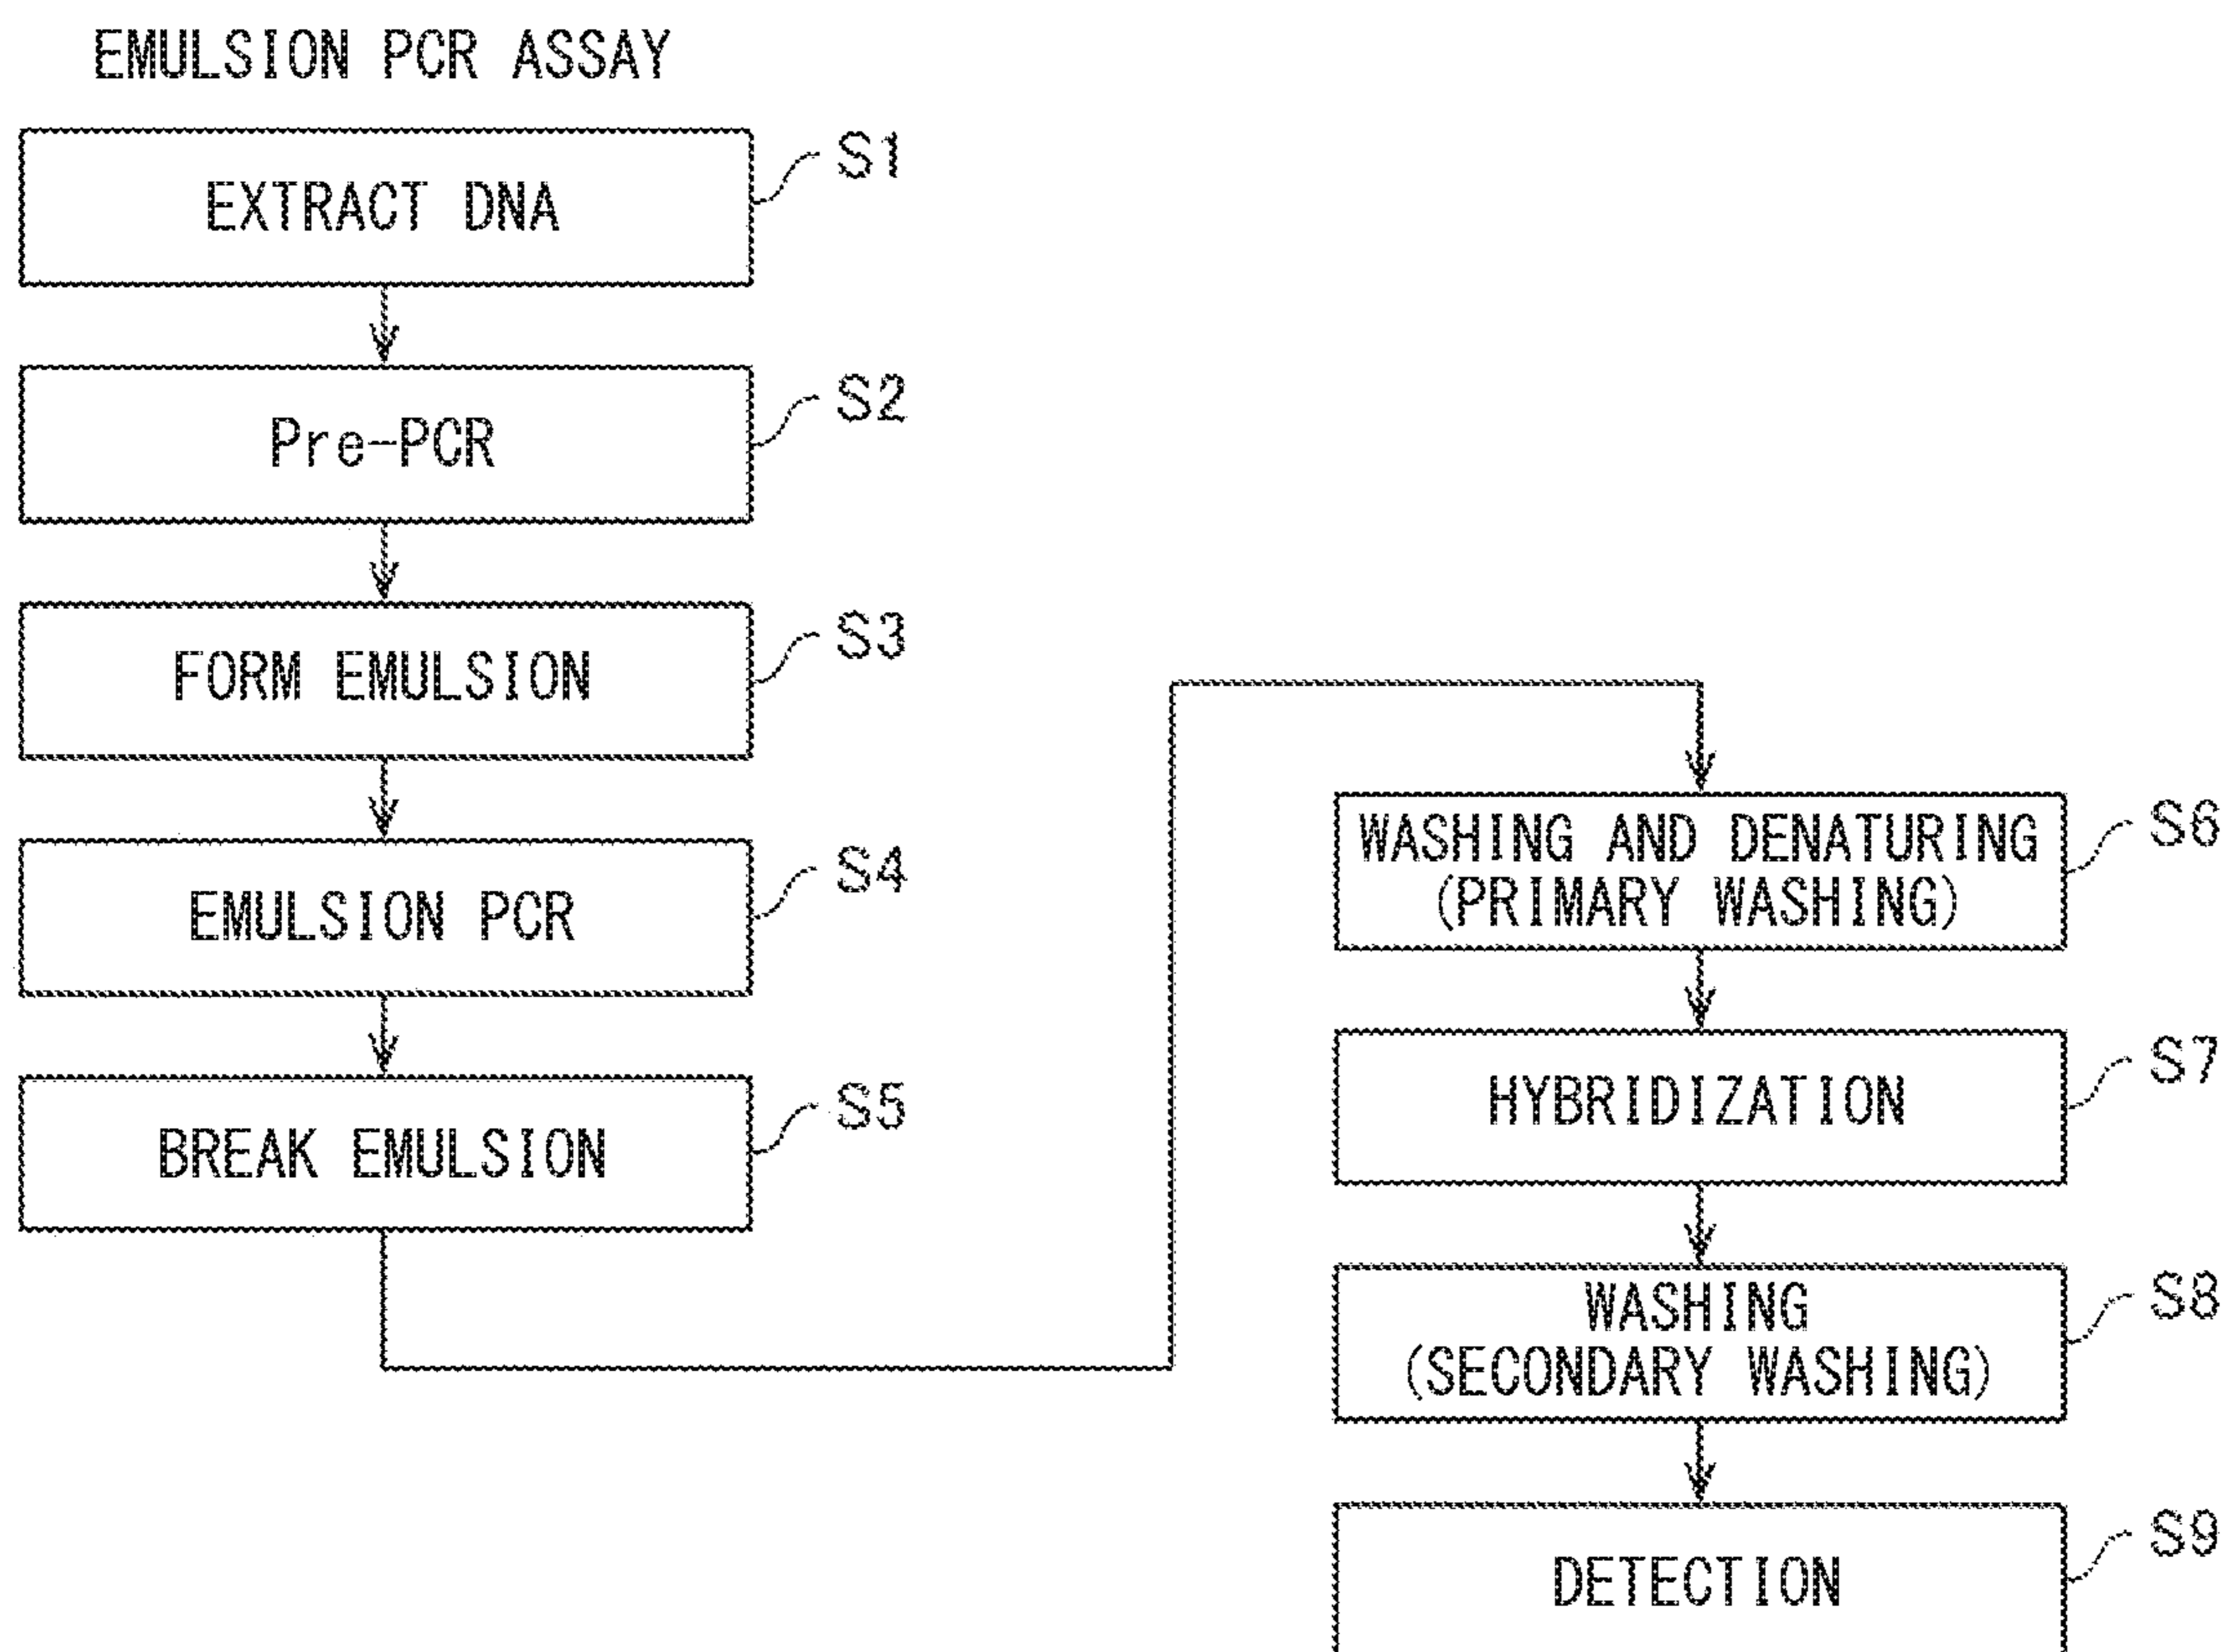 EMULSION PCR ASSAY
EXTRACT DNA
S1
Pre-PCR
S2
FORM EMULSION
S3
EMULSION PCR
S4
BREAK EMULSION
S5
WASHING AND DENATURING
(PRIMARY WASHING)
S6
HYBRIDIZATION
S7
WASHING
(SECONDARY WASHING)
S8
DETECTION
S9